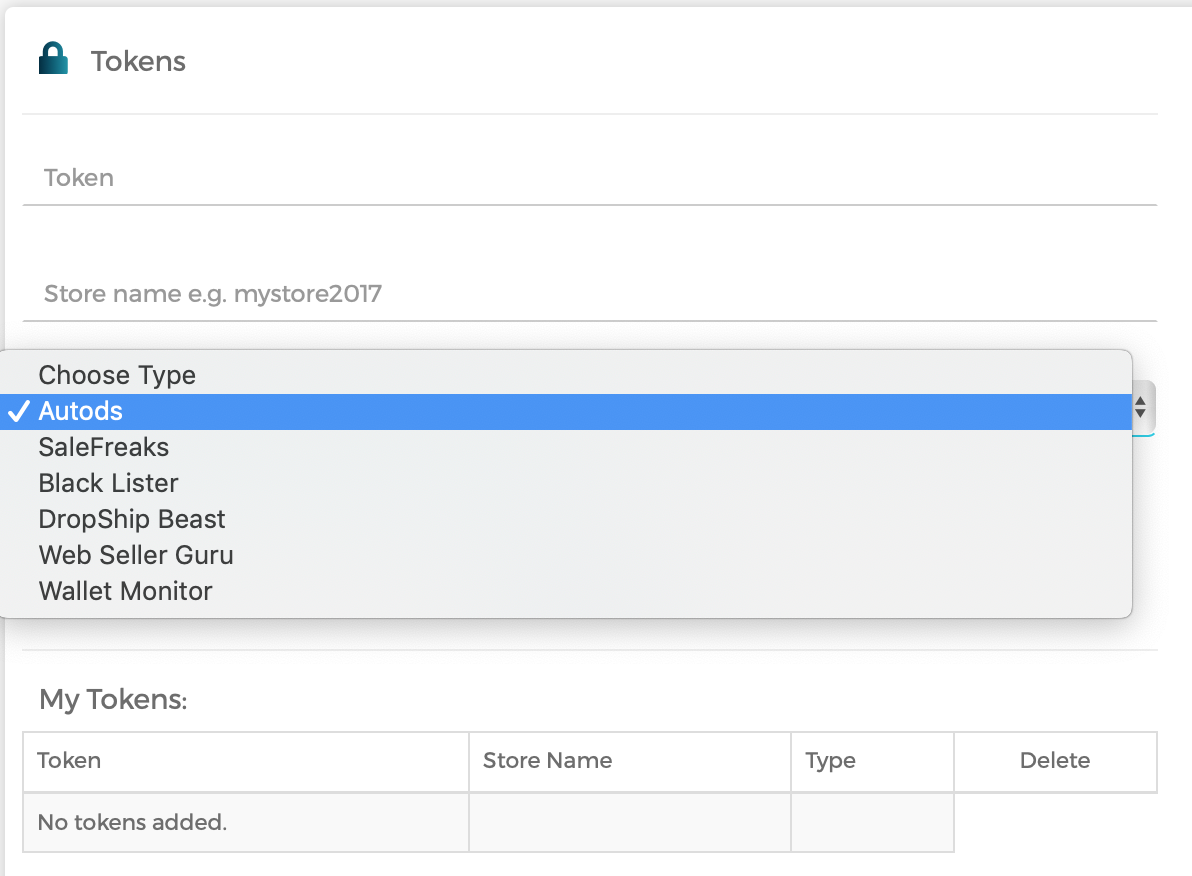 Tokens
Token
Store name e.g. mystore2017
Choose Type
Autods
SaleFreaks
Black Lister
DropShip Beast
Web Seller Guru
Wallet Monitor
My Tokens:
Token Store Name Type Delete
No tokens added.